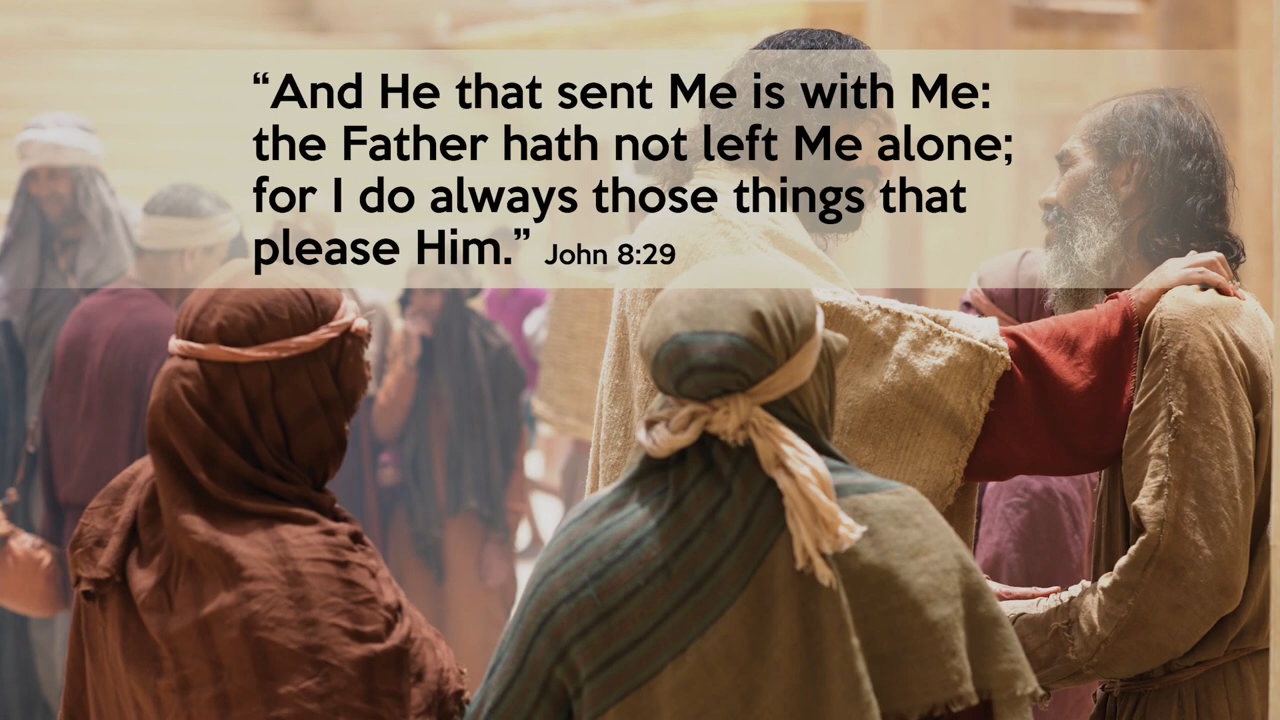 “And He that sent Me is with Me:
the Father hath not left Me alone;
for I do always those things that
please Him.” John 8:29